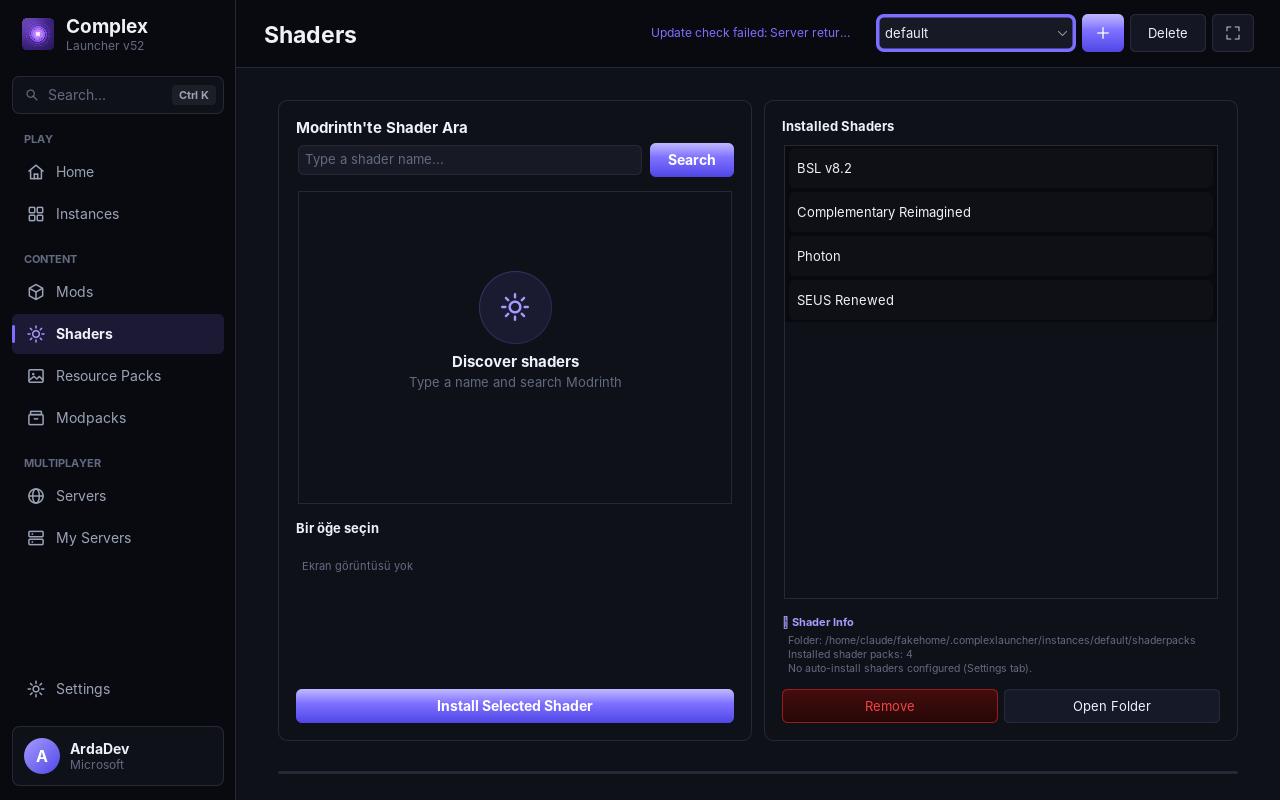 Complex
Launcher v52
Search...
Ctrl K
PLAY
Home
Instances
CONTENT
Mods
Shaders
Resource Packs
Modpacks
MULTIPLAYER
Servers
My Servers
Settings
A
ArdaDev
Microsoft
Shaders
Update check failed: Server retur...
default
Delete
Modrinth'te Shader Ara
Type a shader name...
Search
Discover shaders
Type a name and search Modrinth
Bir öğe seçin
Ekran görüntüsü yok
Install Selected Shader
Installed Shaders
BSL v8.2
Complementary Reimagined
Photon
SEUS Renewed
Shader Info
Folder: /home/claude/fakehome/.complexlauncher/instances/default/shaderpacks
Installed shader packs: 4
No auto-install shaders configured (Settings tab).
Remove
Open Folder